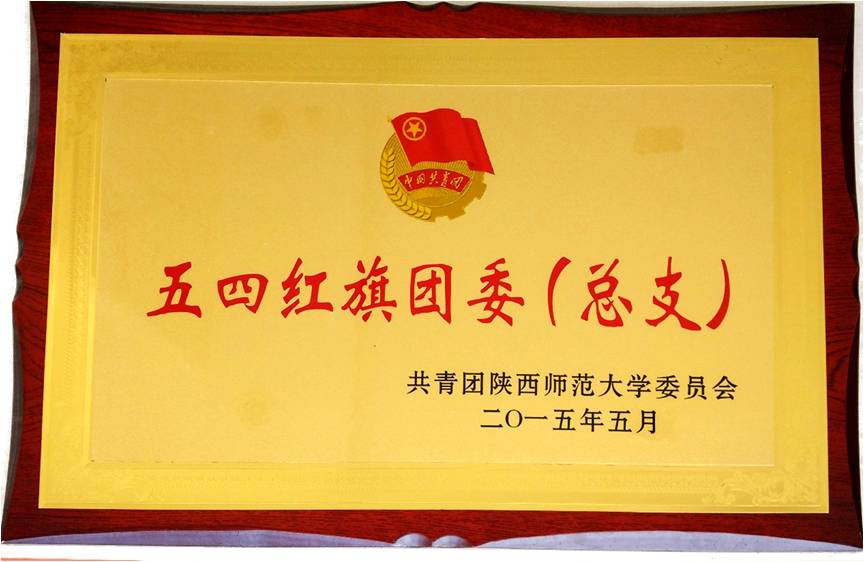 中国共青团
五四红旗团委（总支）
共青团陕西师范大学委员会
二〇一五年五月